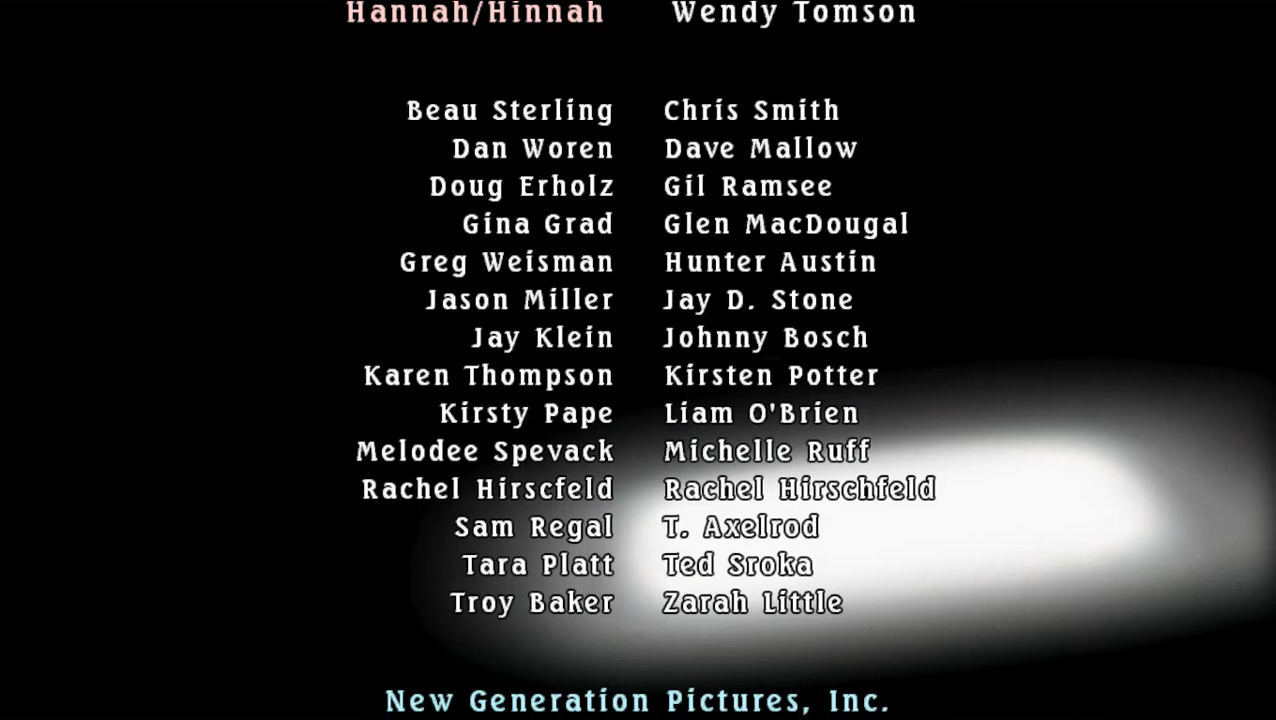 Hannah/Hinnah Wendy Tomson
Beau Sterling Chris Smith
Dan Woren Dave Mallow
Doug Erholz Gil Ramsee
Gina Grad Glen MacDougal
Greg Weisman Hunter Austin
Jason Miller Jay D. Stone
Jay Klein Johnny Bosch
Karen Thompson Kirsten Potter
Kirsty Pape Liam O'Brien
Melodee Spevack Michelle Ruff
Rachel Hirscfeld Rachel Hirschfeld
Sam Regal T. Axelrod
Tara Platt Ted Sroka
Troy Baker Zarah Little
New Generation Pictures, Inc.